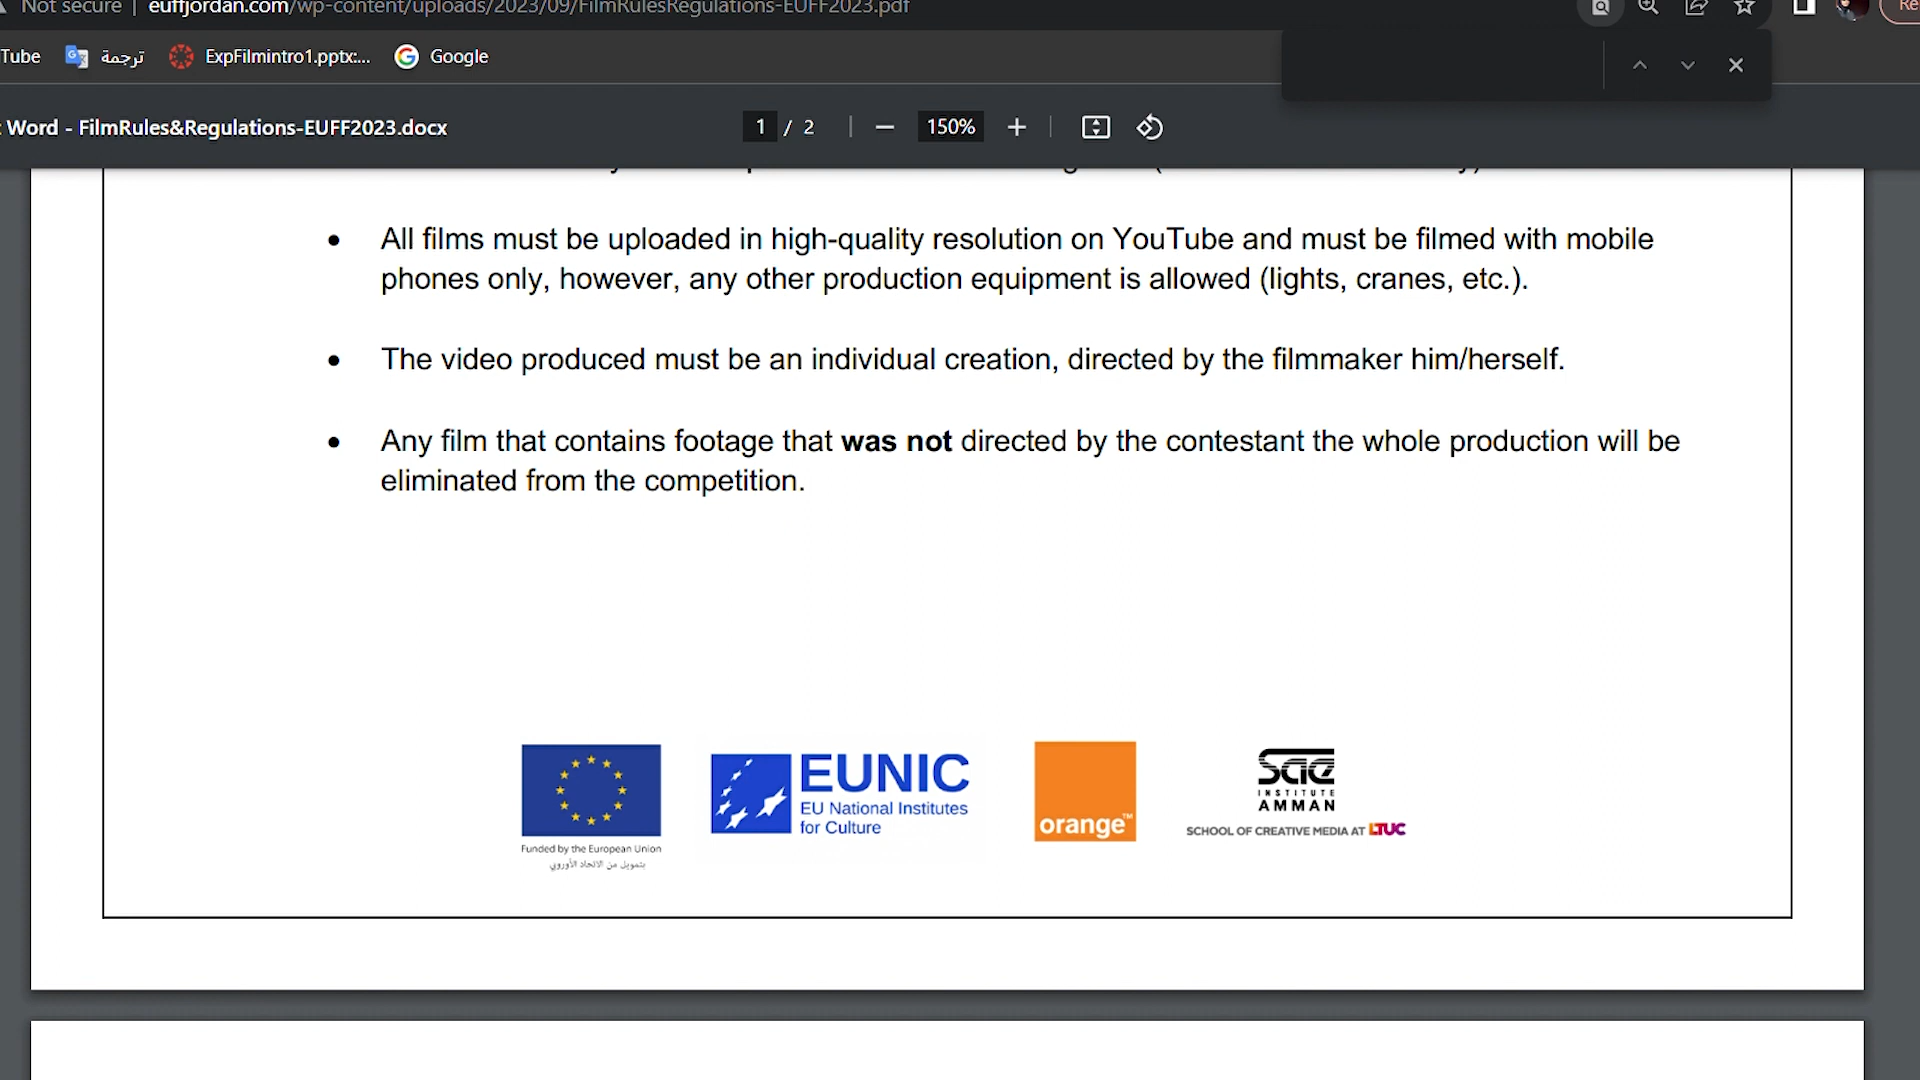 Not secure | euffjordan.com/wp-content/uploads/2023/09/FilmRulesRegulations-EUFF2023.pdf
Tube ترجمة ExpFilmintro1.pptx:... Google
Word - FilmRules&Regulations-EUFF2023.docx 1 / 2 150%
• All films must be uploaded in high-quality resolution on YouTube and must be filmed with mobile
phones only, however, any other production equipment is allowed (lights, cranes, etc.).
• The video produced must be an individual creation, directed by the filmmaker him/herself.
• Any film that contains footage that was not directed by the contestant the whole production will be
eliminated from the competition.
Funded by the European Union
بتمويل من الاتحاد الأوروبي
EUNIC
EU National Institutes
for Culture
orange™
sae
INSTITUTE
AMMAN
SCHOOL OF CREATIVE MEDIA AT LTUC